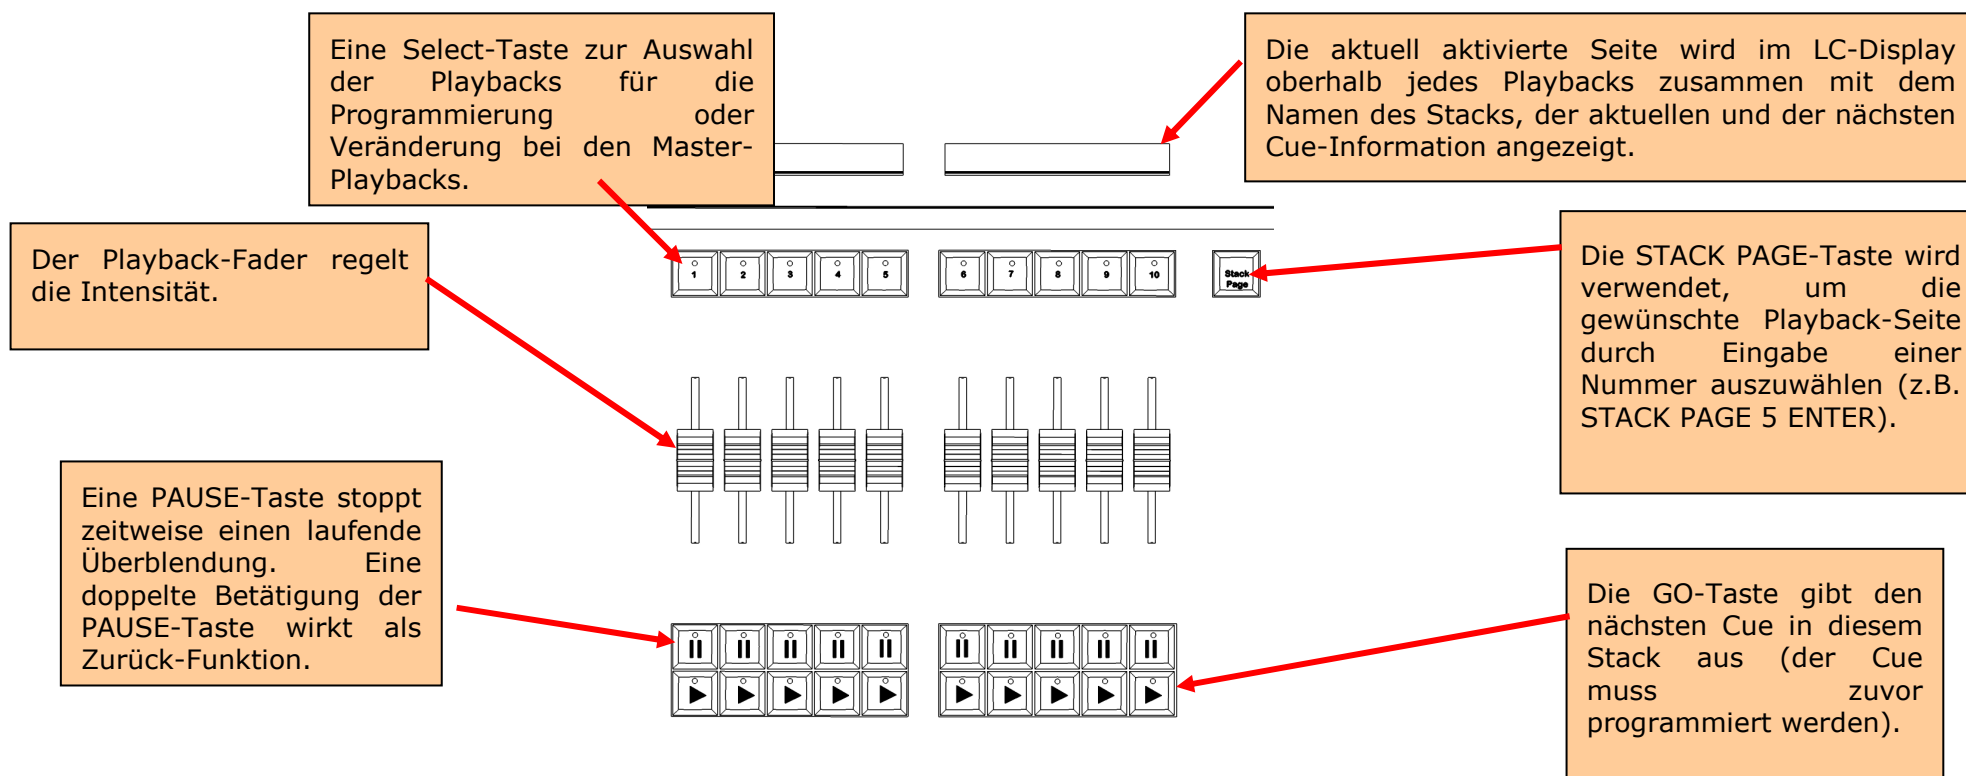 Eine Select-Taste zur Auswahl
der Playbacks für die
Programmierung oder
Veränderung bei den Master-
Playbacks.
Die aktuell aktivierte Seite wird im LC-Display
oberhalb jedes Playbacks zusammen mit dem
Namen des Stacks, der aktuellen und der nächsten
Cue-Information angezeigt.
Der Playback-Fader regelt
die Intensität.
1 2 3 4 5 6 7 8 9 10
Stack
Page
Die STACK PAGE-Taste wird
verwendet, um die
gewünschte Playback-Seite
durch Eingabe einer
Nummer auszuwählen (z.B.
STACK PAGE 5 ENTER).
Eine PAUSE-Taste stoppt
zeitweise einen laufende
Überblendung. Eine
doppelte Betätigung der
PAUSE-Taste wirkt als
Zurück-Funktion.
Die GO-Taste gibt den
nächsten Cue in diesem
Stack aus (der Cue
muss zuvor
programmiert werden).